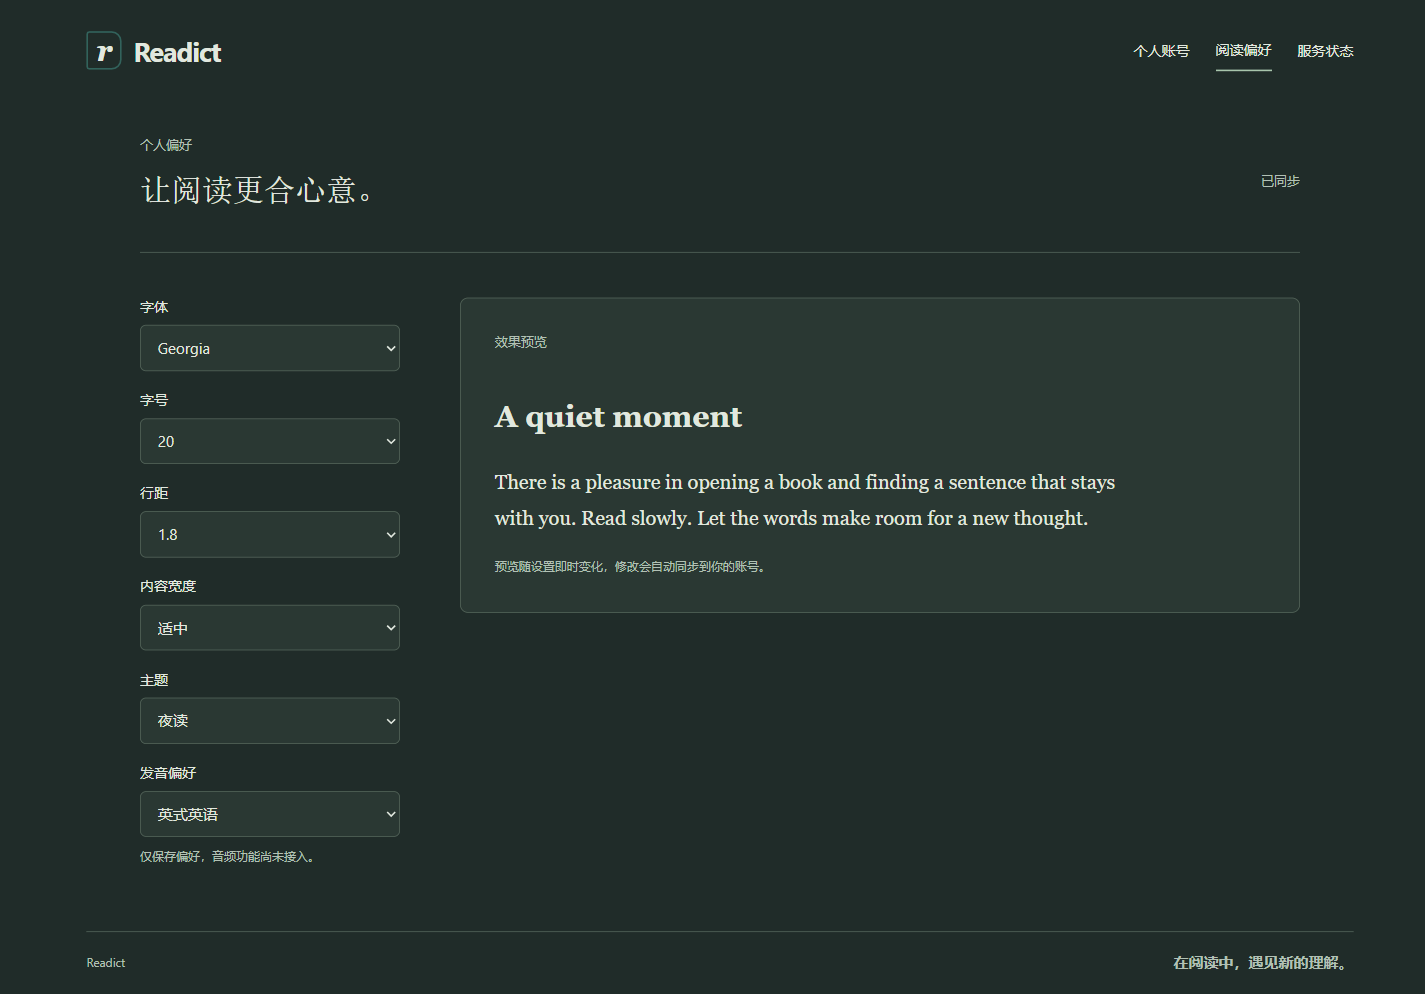 r Readict
个人账号 阅读偏好 服务状态
个人偏好
让阅读更合心意。
已同步
字体
Georgia
字号
20
行距
1.8
内容宽度
适中
主题
夜读
发音偏好
英式英语
仅保存偏好，音频功能尚未接入。
效果预览
A quiet moment
There is a pleasure in opening a book and finding a sentence that stays
with you. Read slowly. Let the words make room for a new thought.
预览随设置即时变化，修改会自动同步到你的账号。
Readict
在阅读中，遇见新的理解。